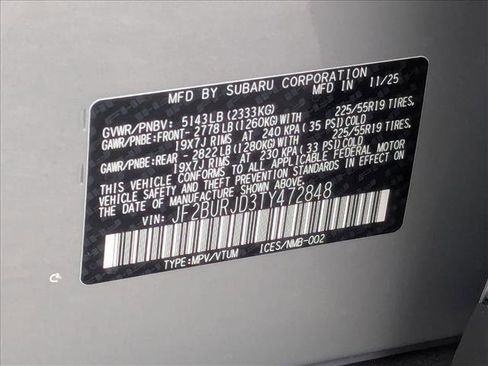 MFD BY SUBARU CORPORATION
MFD IN 11/25
GVWR/PNBV: 5143LB(2333KG)
GAWR/PNBE:FRONT- 2778LB(1260KG)WITH 225/55R19 TIRES,
19X7J RIMS AT 240 KPA(35 PSI)COLD
GAWR/PNBE:REAR - 2822LB(1280KG)WITH 225/55R19 TIRES,
19X7J RIMS AT 230 KPA(33 PSI)COLD
THIS VEHICLE CONFORMS TO ALL APPLICABLE FEDERAL MOTOR
VEHICLE SAFETY STANDARDS IN EFFECT ON
THE DATE OF MANUFACTURE SHOWN ABOVE.
VIN: JF2BURJD3TY472848
TYPE:MPV/VTUM ICES/NMB-002